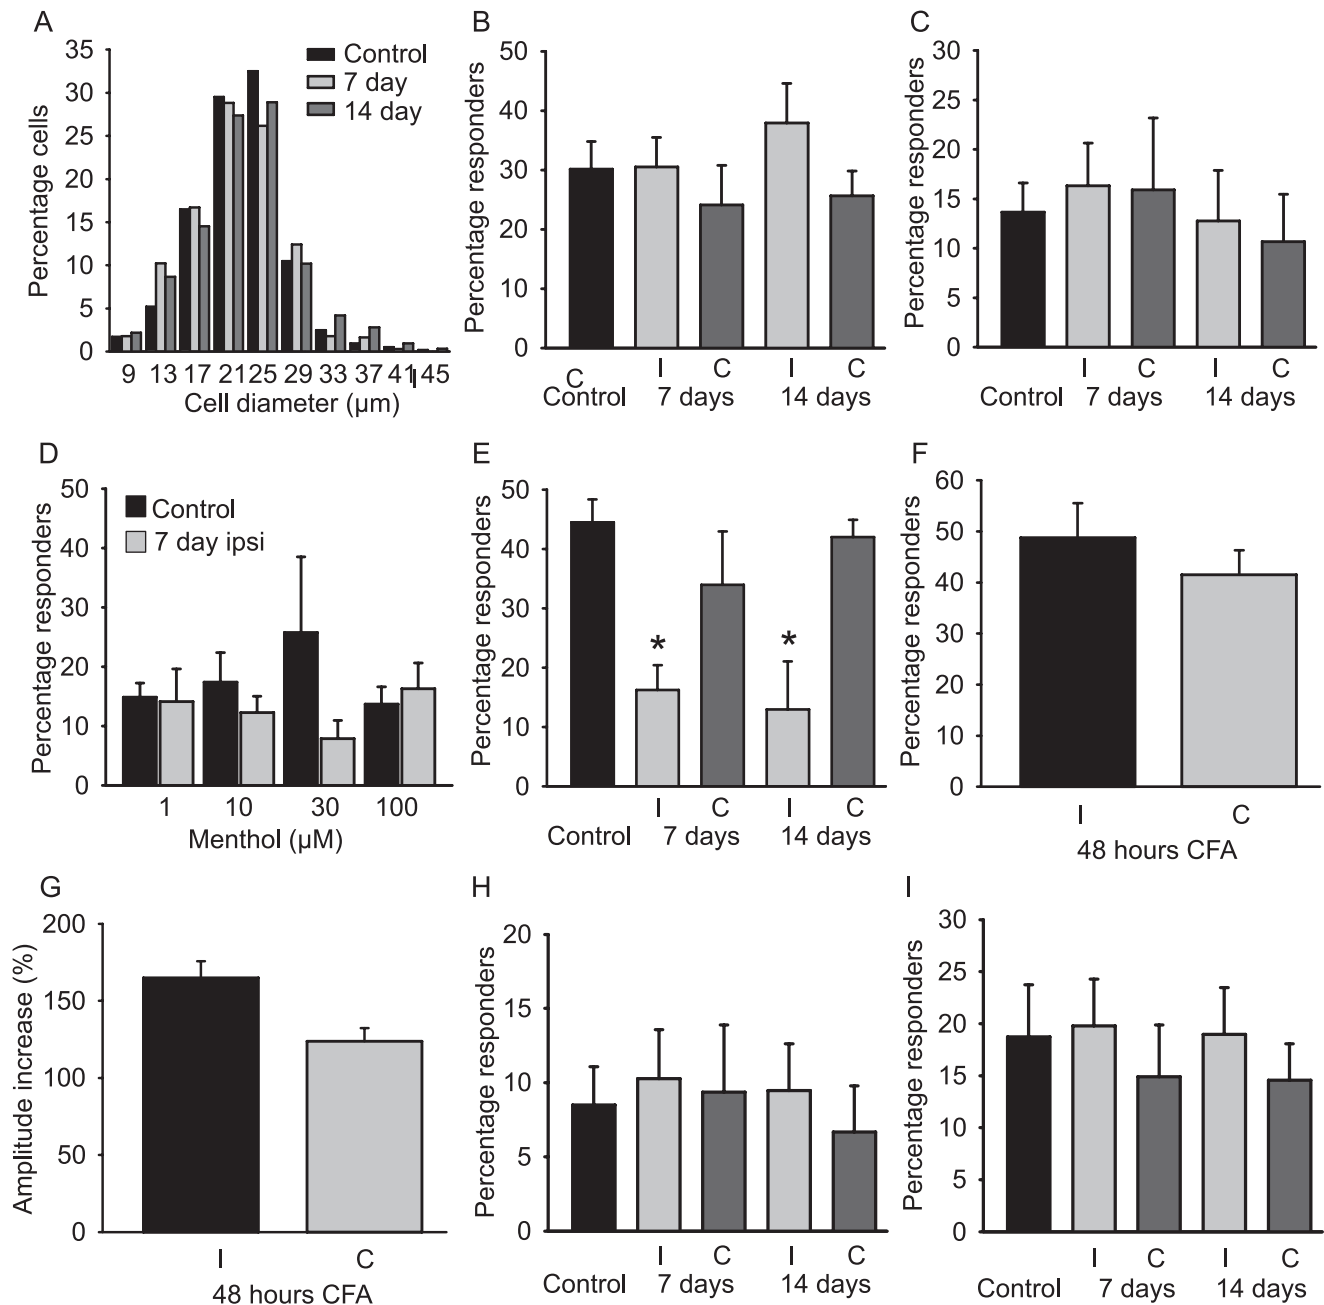 A
Percentage cells
35
30
25
20
15
10
5
0
Control
7 day
14 day
9 13 17 21 25 29 33 37 41 I 45
Cell diameter (μm)
B
Percentage responders
50
40
30
20
10
0
C I C I C
Control 7 days 14 days
C
Percentage responders
30
25
20
15
10
5
0
I C I C
Control 7 days 14 days
D
Percentage responders
50
40
30
20
10
0
Control
7 day ipsi
1 10 30 100
Menthol (μM)
E
Percentage responders
50
40
30
20
10
0
* *
I C I C
Control 7 days 14 days
F
Percentage responders
60
50
40
30
20
10
0
I C
48 hours CFA
G
Amplitude increase (%)
200
150
100
50
0
I C
48 hours CFA
H
Percentage responders
20
15
10
5
0
I C I C
Control 7 days 14 days
I
Percentage responders
30
25
20
15
10
5
0
I C I C
Control 7 days 14 days